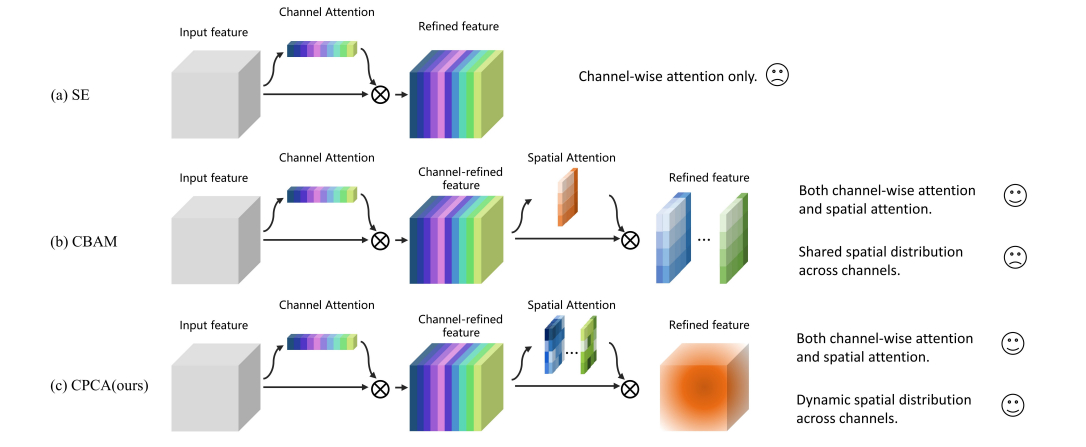 Channel Attention
Input feature
Refined feature
(a) SE
Channel-wise attention only.
Channel Attention
Input feature
Channel-refined
feature
Spatial Attention
Refined feature
(b) CBAM
...
Both channel-wise attention
and spatial attention.
Shared spatial distribution
across channels.
Channel Attention
Input feature
Channel-refined
feature
Spatial Attention
Refined feature
(c) CPCA(ours)
...
Both channel-wise attention
and spatial attention.
Dynamic spatial distribution
across channels.